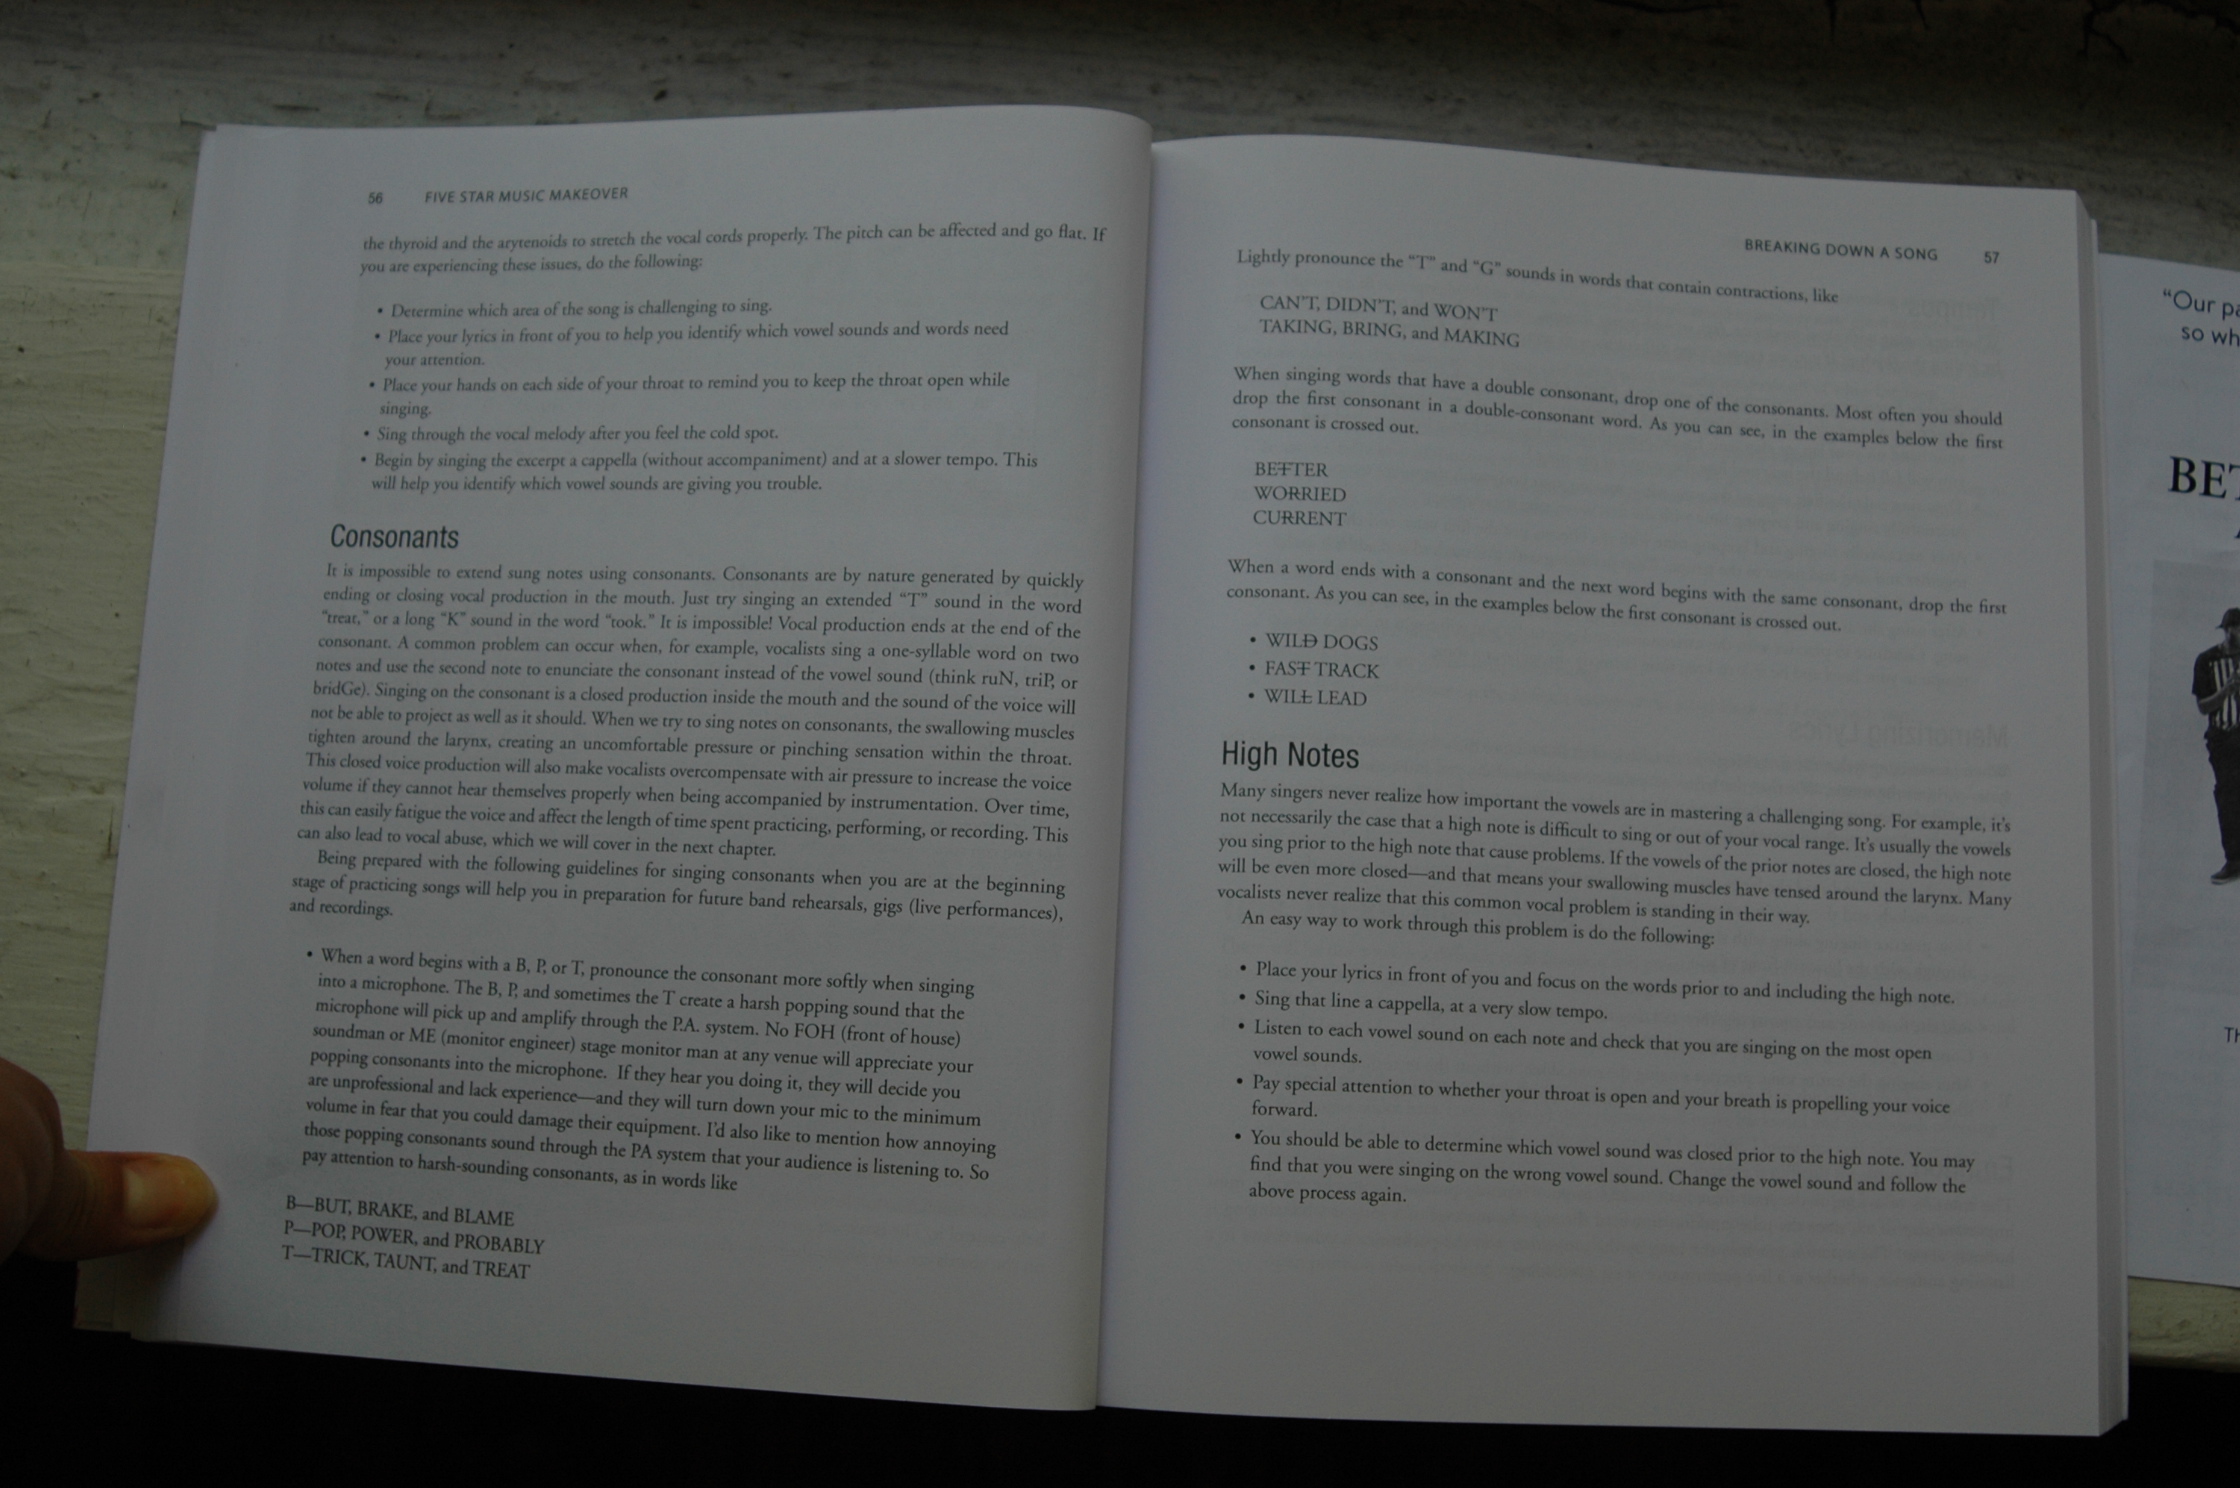 56 FIVE STAR MUSIC MAKEOVER
the thyroid and the arytenoids to stretch the vocal cords properly. The pitch can be affected and go flat. If
you are experiencing these issues, do the following:
• Determine which area of the song is challenging to sing.
• Place your lyrics in front of you to help you identify which vowel sounds and words need
your attention.
• Place your hands on each side of your throat to remind you to keep the throat open while
singing.
• Sing through the vocal melody after you feel the cold spot.
• Begin by singing the excerpt a cappella (without accompaniment) and at a slower tempo. This
will help you identify which vowel sounds are giving you trouble.
Consonants
It is impossible to extend sung notes using consonants. Consonants are by nature generated by quickly
ending or closing vocal production in the mouth. Just try singing an extended “T” sound in the word
“treat,” or a long “K” sound in the word “took.” It is impossible! Vocal production ends at the end of the
consonant. A common problem can occur when, for example, vocalists sing a one-syllable word on two
notes and use the second note to enunciate the consonant instead of the vowel sound (think ruN, triP, or
bridGe). Singing on the consonant is a closed production inside the mouth and the sound of the voice will
not be able to project as well as it should. When we try to sing notes on consonants, the swallowing muscles
tighten around the larynx, creating an uncomfortable pressure or pinching sensation within the throat.
This closed voice production will also make vocalists overcompensate with air pressure to increase the voice
volume if they cannot hear themselves properly when being accompanied by instrumentation. Over time,
this can easily fatigue the voice and affect the length of time spent practicing, performing, or recording. This
can also lead to vocal abuse, which we will cover in the next chapter.
Being prepared with the following guidelines for singing consonants when you are at the beginning
stage of practicing songs will help you in preparation for future band rehearsals, gigs (live performances),
and recordings.
• When a word begins with a B, P, or T, pronounce the consonant more softly when singing
into a microphone. The B, P, and sometimes the T create a harsh popping sound that the
microphone will pick up and amplify through the P.A. system. No FOH (front of house)
soundman or ME (monitor engineer) stage monitor man at any venue will appreciate your
popping consonants into the microphone. If they hear you doing it, they will decide you
are unprofessional and lack experience—and they will turn down your mic to the minimum
volume in fear that you could damage their equipment. I’d also like to mention how annoying
those popping consonants sound through the PA system that your audience is listening to. So
pay attention to harsh-sounding consonants, as in words like
B—BUT, BRAKE, and BLAME
P—POP, POWER, and PROBABLY
T—TRICK, TAUNT, and TREAT
BREAKING DOWN A SONG 57
Lightly pronounce the “T” and “G” sounds in words that contain contractions, like
CAN’T, DIDN’T, and WON’T
TAKING, BRING, and MAKING
When singing words that have a double consonant, drop one of the consonants. Most often you should
drop the first consonant in a double-consonant word. As you can see, in the examples below the first
consonant is crossed out.
BETTER
WORRIED
CURRENT
When a word ends with a consonant and the next word begins with the same consonant, drop the first
consonant. As you can see, in the examples below the first consonant is crossed out.
• WILD DOGS
• FAST TRACK
• WILL LEAD
High Notes
Many singers never realize how important the vowels are in mastering a challenging song. For example, it’s
not necessarily the case that a high note is difficult to sing or out of your vocal range. It’s usually the vowels
you sing prior to the high note that cause problems. If the vowels of the prior notes are closed, the high note
will be even more closed—and that means your swallowing muscles have tensed around the larynx. Many
vocalists never realize that this common vocal problem is standing in their way.
An easy way to work through this problem is do the following:
• Place your lyrics in front of you and focus on the words prior to and including the high note.
• Sing that line a cappella, at a very slow tempo.
• Listen to each vowel sound on each note and check that you are singing on the most open
vowel sounds.
• Pay special attention to whether your throat is open and your breath is propelling your voice
forward.
• You should be able to determine which vowel sound was closed prior to the high note. You may
find that you were singing on the wrong vowel sound. Change the vowel sound and follow the
above process again.
“Our
so